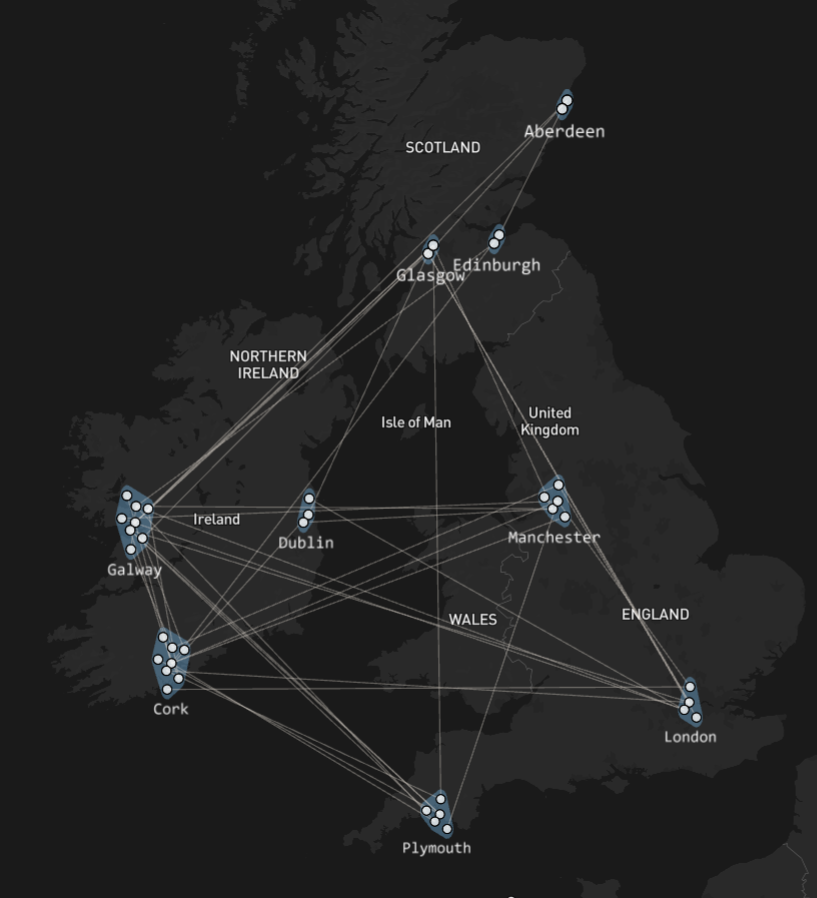 Aberdeen
SCOTLAND
Edinburgh
Glasgow
NORTHERN
IRELAND
United
Kingdom
Isle of Man
Ireland
Manchester
Dublin
Galway
ENGLAND
WALES
Cork
London
Plymouth